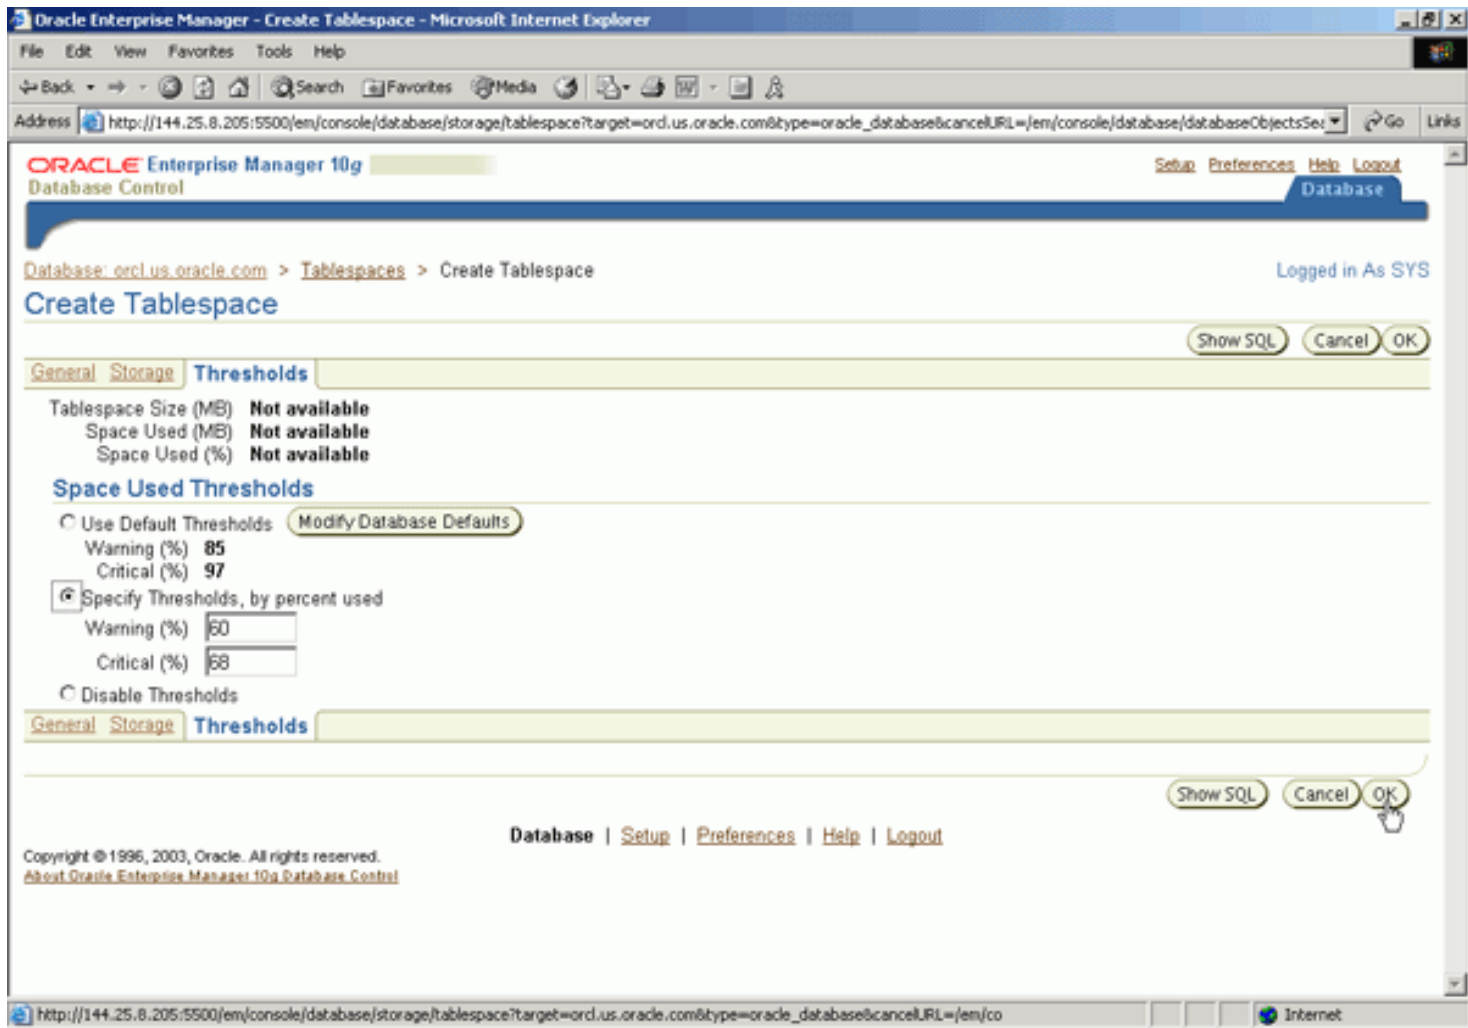 Oracle Enterprise Manager - Create Tablespace - Microsoft Internet Explorer
File Edit View Favorites Tools Help
Back Search Favorites Media
Address http://144.25.8.205:5500/em/console/database/storage/tablespace?target=orcl.us.oracle.com&type=oracle_database&cancelURL=/em/console/database/databaseObjectsSea Go Links
ORACLE Enterprise Manager 10g
Setup Preferences Help Logout
Database Control
Database
Database: orcl.us.oracle.com > Tablespaces > Create Tablespace
Logged in As SYS
Create Tablespace
Show SQL Cancel OK
General Storage Thresholds
Tablespace Size (MB) Not available
Space Used (MB) Not available
Space Used (%) Not available
Space Used Thresholds
Use Default Thresholds Modify Database Defaults
Warning (%) 85
Critical (%) 97
Specify Thresholds, by percent used
Warning (%) 60
Critical (%) 68
Disable Thresholds
General Storage Thresholds
Show SQL Cancel OK
Database | Setup | Preferences | Help | Logout
Copyright © 1996, 2003, Oracle. All rights reserved.
About Oracle Enterprise Manager 10g Database Control
http://144.25.8.205:5500/em/console/database/storage/tablespace?target=orcl.us.oracle.com&type=oracle_database&cancelURL=/em/co
Internet